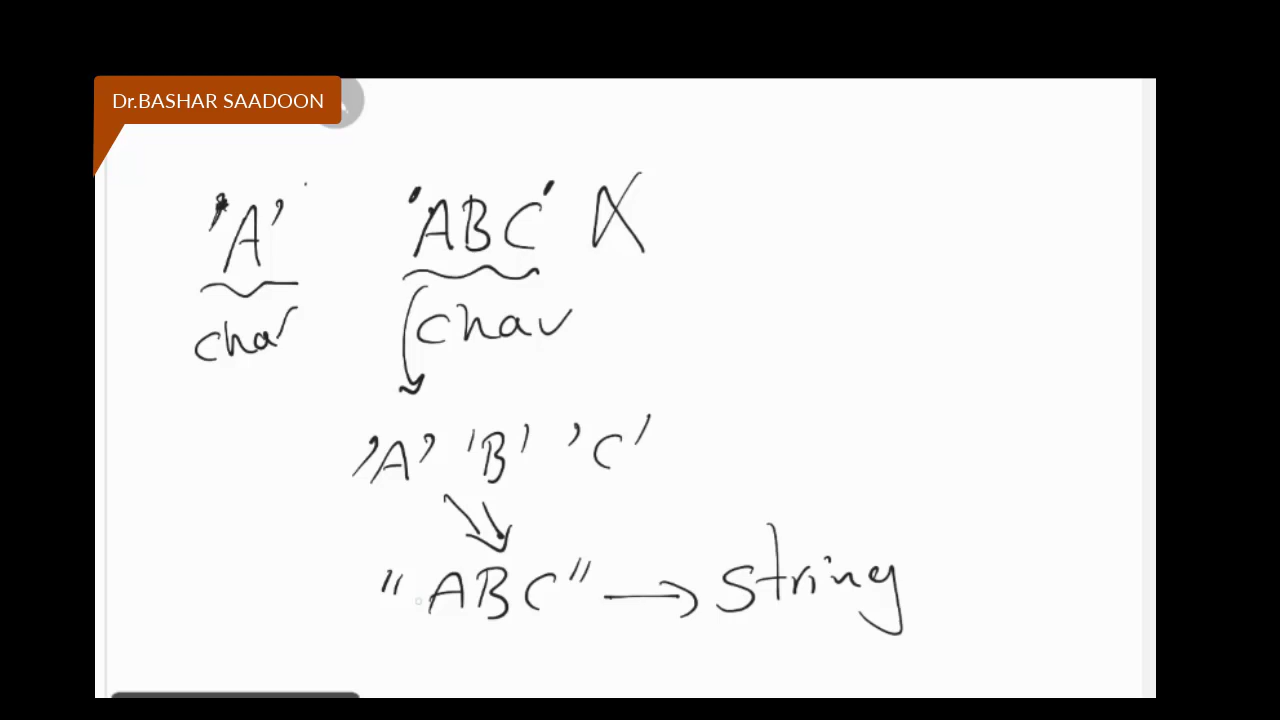 Dr.BASHAR SAADOON
'A' 'ABC' X
char char
'A' 'B' 'C'
"ABC" → string